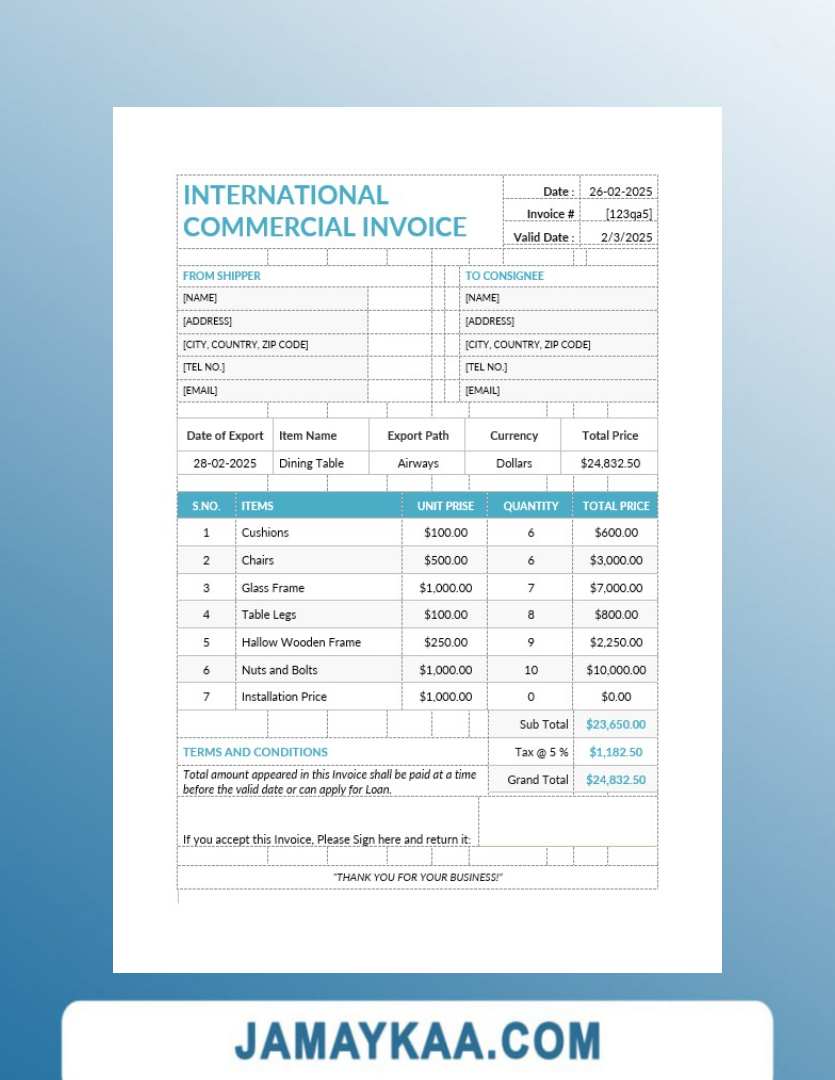 INTERNATIONAL
COMMERCIAL INVOICE
Date : 26-02-2025
Invoice # [123qa5]
Valid Date : 2/3/2025
FROM SHIPPER TO CONSIGNEE
[NAME] [NAME]
[ADDRESS] [ADDRESS]
[CITY, COUNTRY, ZIP CODE] [CITY, COUNTRY, ZIP CODE]
[TEL NO.] [TEL NO.]
[EMAIL] [EMAIL]
Date of Export Item Name Export Path Currency Total Price
28-02-2025 Dining Table Airways Dollars $24,832.50
S.NO. ITEMS UNIT PRISE QUANTITY TOTAL PRICE
1 Cushions $100.00 6 $600.00
2 Chairs $500.00 6 $3,000.00
3 Glass Frame $1,000.00 7 $7,000.00
4 Table Legs $100.00 8 $800.00
5 Hallow Wooden Frame $250.00 9 $2,250.00
6 Nuts and Bolts $1,000.00 10 $10,000.00
7 Installation Price $1,000.00 0 $0.00
Sub Total $23,650.00
TERMS AND CONDITIONS Tax @ 5 % $1,182.50
Total amount appeared in this Invoice shall be paid at a time
before the valid date or can apply for Loan.
Grand Total $24,832.50
If you accept this Invoice, Please Sign here and return it:
"THANK YOU FOR YOUR BUSINESS!"
JAMAYKAA.COM